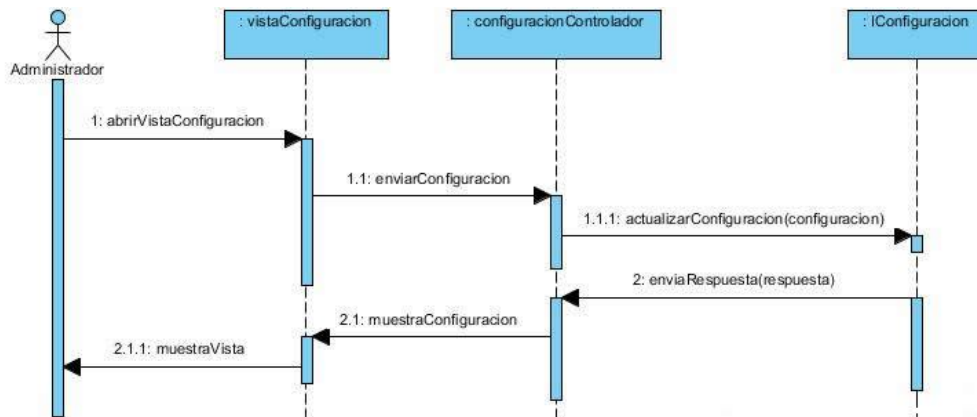 : vistaConfiguracion
: configuracionControlador
: IConfiguracion
Administrador
1: abrirVistaConfiguracion
1.1: enviarConfiguracion
1.1.1: actualizarConfiguracion(configuracion)
2: enviaRespuesta(respuesta)
2.1: muestraConfiguracion
2.1.1: muestraVista